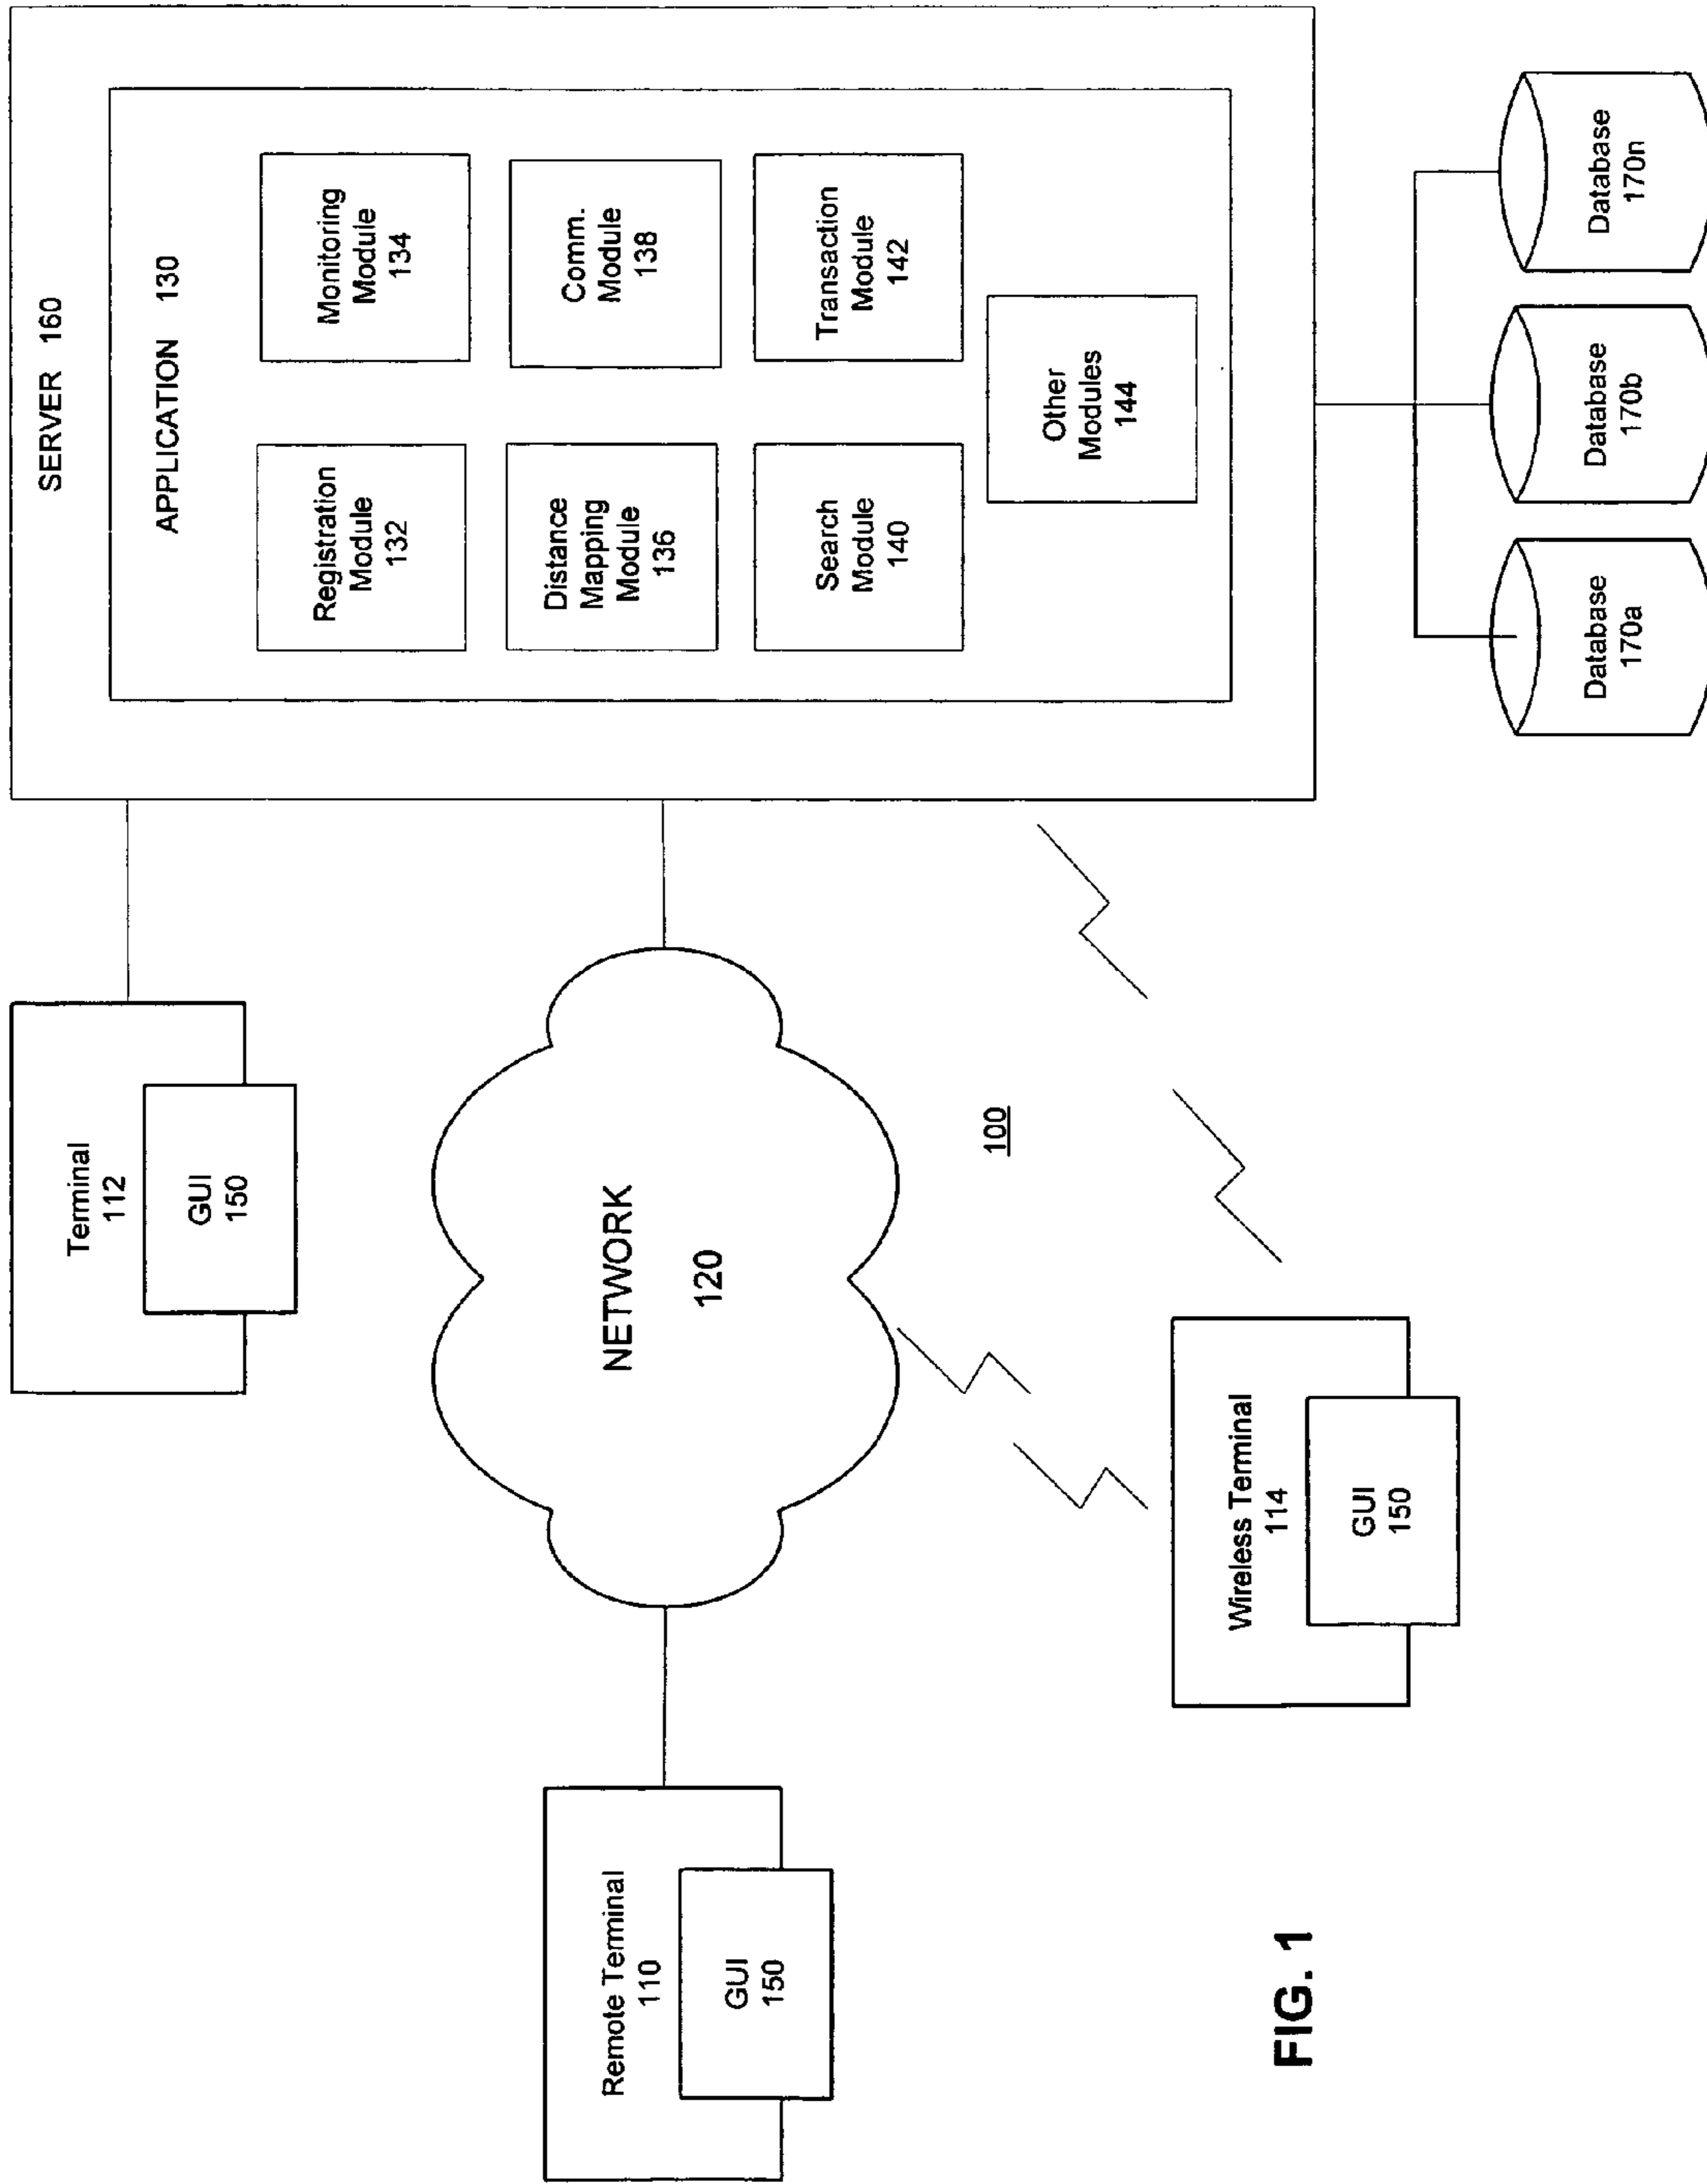 SERVER 160
APPLICATION 130
Registration
Module
132
Monitoring
Module
134
Distance
Mapping
Module
136
Comm.
Module
138
Search
Module
140
Transaction
Module
142
Other
Modules
144
Terminal
112
GUI
150
NETWORK
120
Remote Terminal
110
GUI
150
100
Wireless Terminal
114
GUI
150
Database
170a
Database
170b
Database
170n
FIG. 1